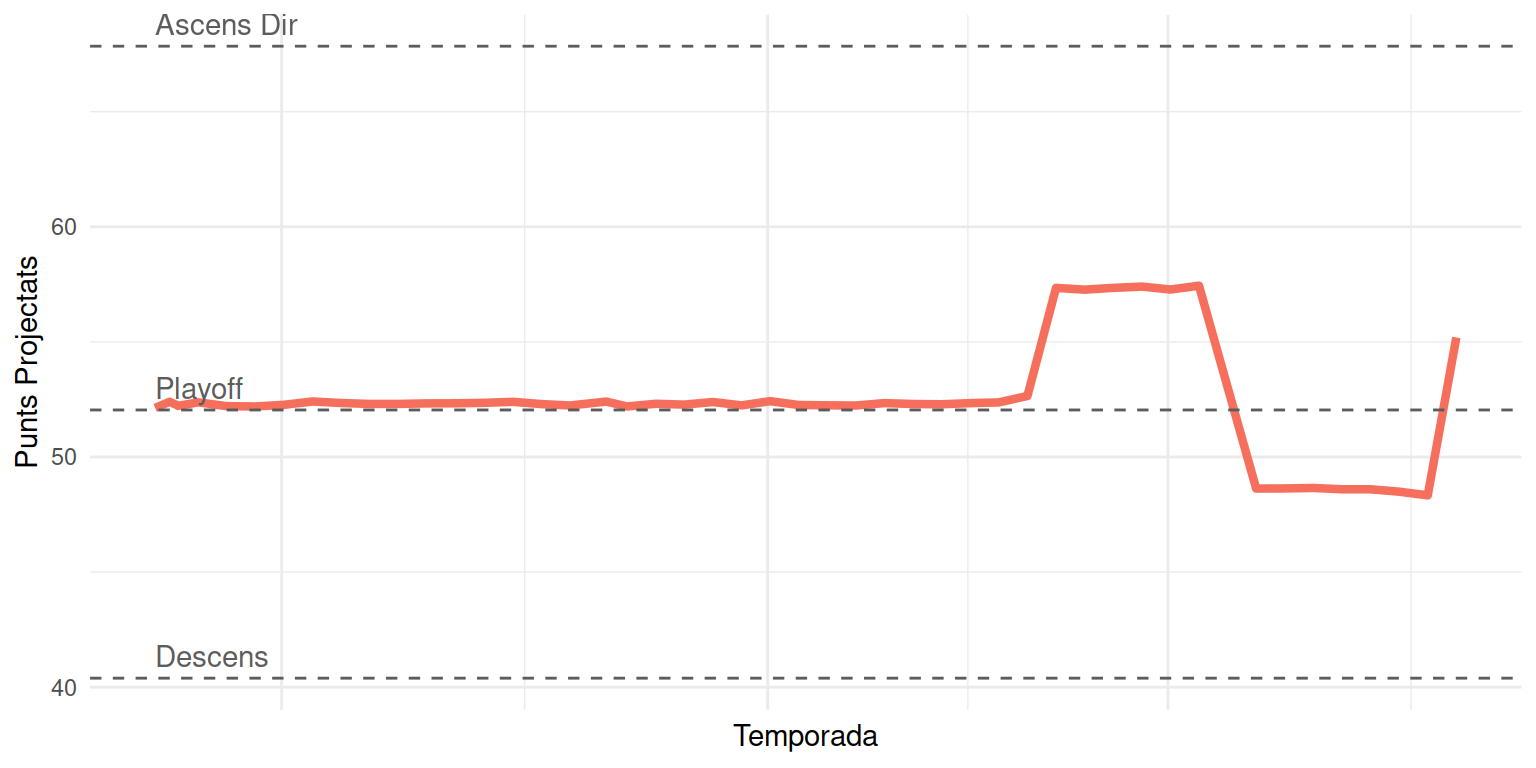 Ascens Dir
60
Playoff
50
Descens
40
Punts Projectats
Temporada